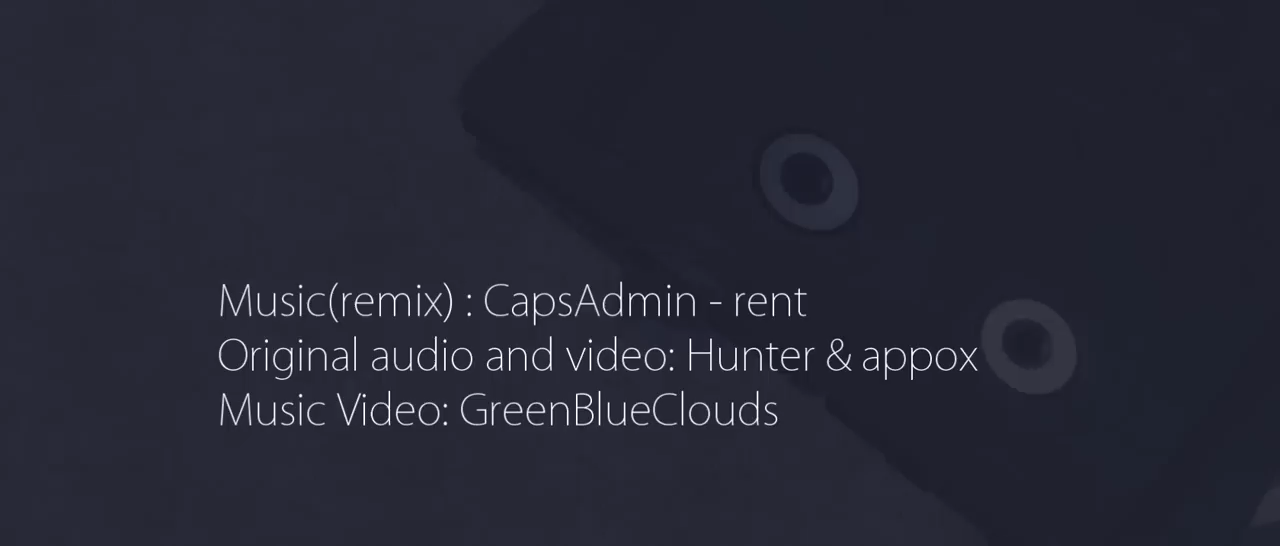 Music(remix) : CapsAdmin - rent
Original audio and video: Hunter & appox
Music Video: GreenBlueClouds